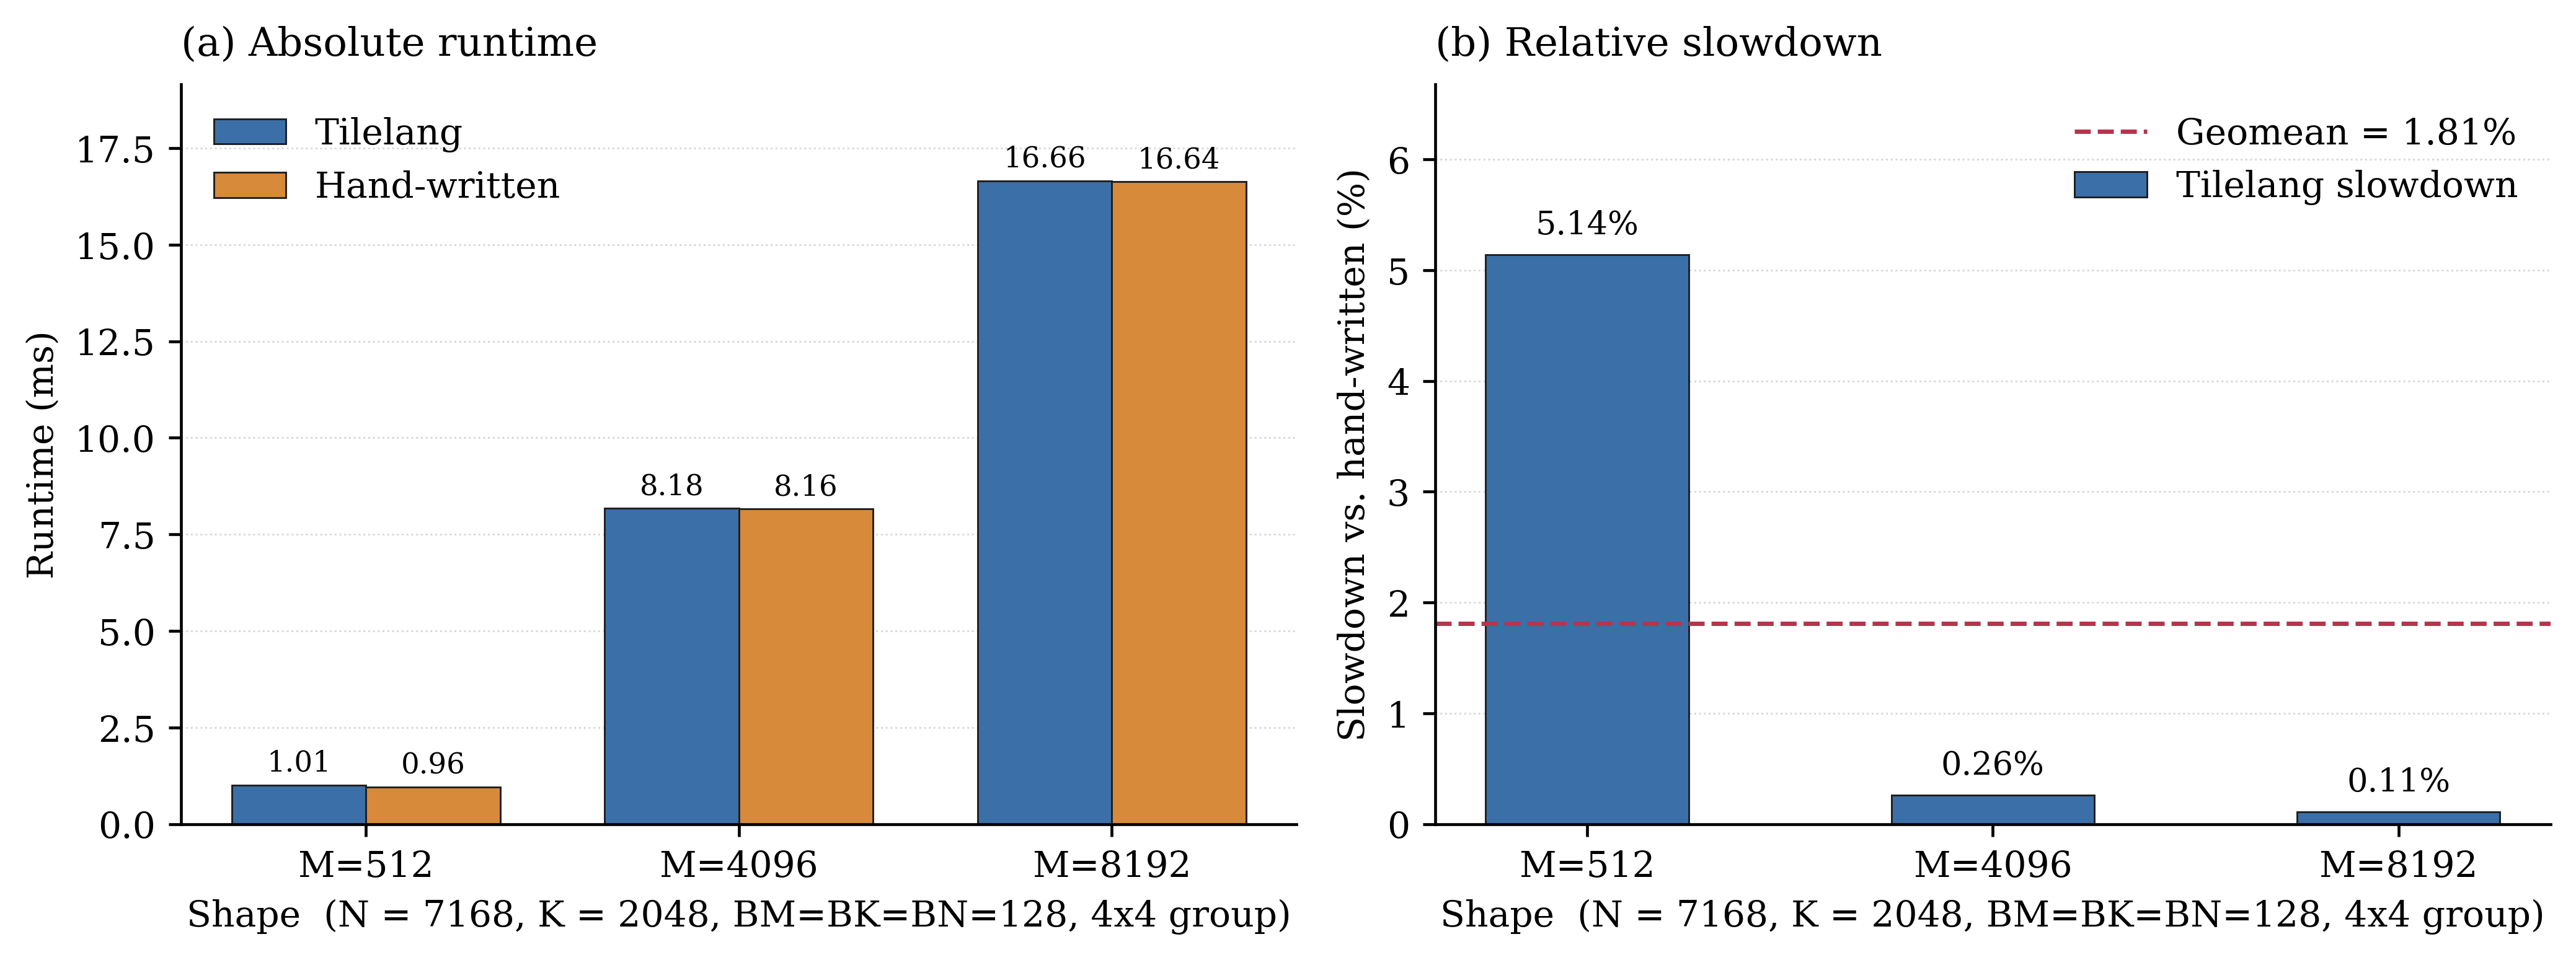 (a) Absolute runtime
Tilelang
Hand-written
Runtime (ms)
17.5
15.0
12.5
10.0
7.5
5.0
2.5
0.0
1.01
0.96
8.18
8.16
16.66
16.64
M=512
M=4096
M=8192
Shape (N = 7168, K = 2048, BM=BK=BN=128, 4x4 group)
(b) Relative slowdown
Geomean = 1.81%
Tilelang slowdown
Slowdown vs. hand-written (%)
6
5
4
3
2
1
0
5.14%
0.26%
0.11%
M=512
M=4096
M=8192
Shape (N = 7168, K = 2048, BM=BK=BN=128, 4x4 group)